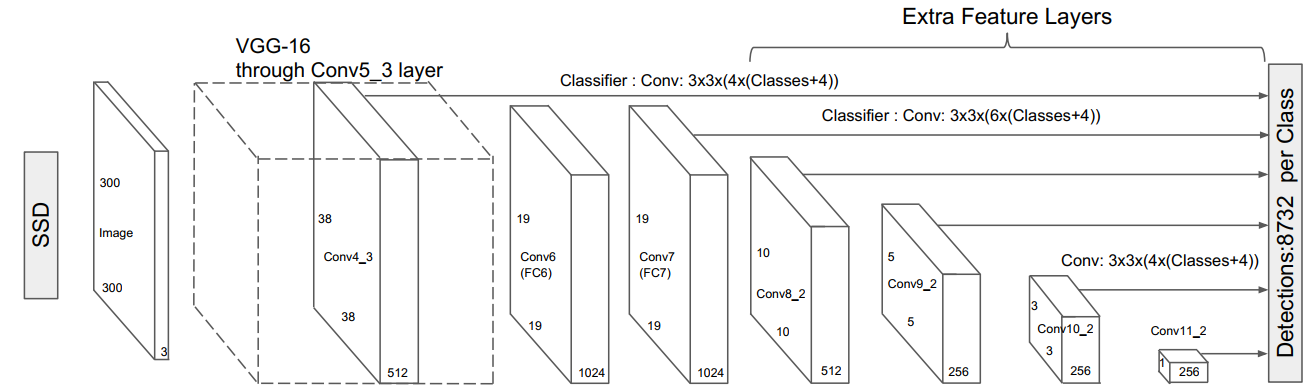 Extra Feature Layers
VGG-16
through Conv5_3 layer
Classifier : Conv: 3x3x(4x(Classes+4))
Classifier : Conv: 3x3x(6x(Classes+4))
SSD
300
Image
300
3
38
Conv4_3
38
512
19
Conv6
(FC6)
19
1024
19
Conv7
(FC7)
19
1024
10
Conv8_2
10
512
5
Conv9_2
5
256
Conv: 3x3x(4x(Classes+4))
3
Conv10_2
3
256
Conv11_2
1
256
Detections:8732 per Class